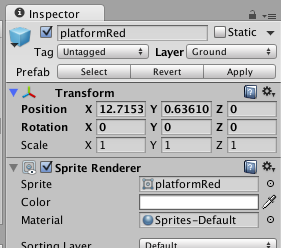 Inspector
platformRed Static
Tag Untagged Layer Ground
Prefab Select Revert Apply
Transform
Position X 12.7153 Y 0.63610 Z 0
Rotation X 0 Y 0 Z 0
Scale X 1 Y 1 Z 1
Sprite Renderer
Sprite platformRed
Color
Material Sprites-Default
Sorting Layer Default